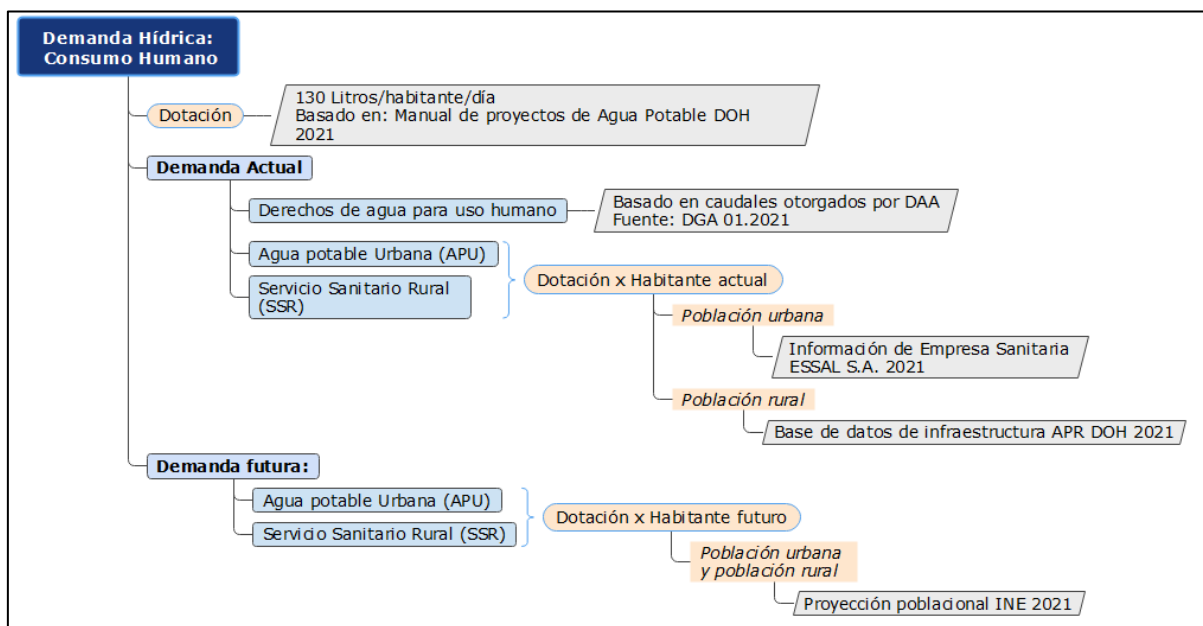 Demanda Hídrica:
Consumo Humano
Dotación
130 Litros/habitante/día
Basado en: Manual de proyectos de Agua Potable DOH
2021
Demanda Actual
Derechos de agua para uso humano
Basado en caudales otorgados por DAA
Fuente: DGA 01.2021
Agua potable Urbana (APU)
Servicio Sanitario Rural
(SSR)
Dotación x Habitante actual
Población urbana
Información de Empresa Sanitaria
ESSAL S.A. 2021
Población rural
Base de datos de infraestructura APR DOH 2021
Demanda futura:
Agua potable Urbana (APU)
Servicio Sanitario Rural (SSR)
Dotación x Habitante futuro
Población urbana
y población rural
Proyección poblacional INE 2021